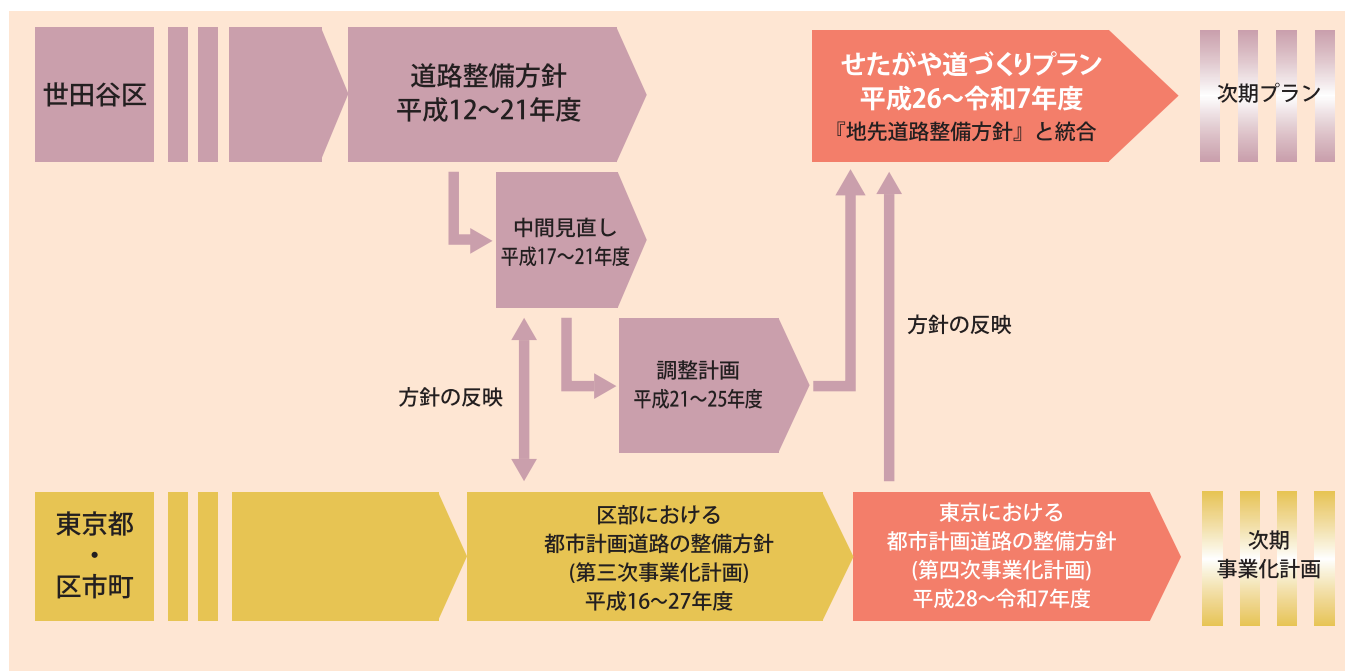 世田谷区
道路整備方針
平成12～21年度
せたがや道づくりプラン
平成26～令和7年度
『地先道路整備方針』と統合
次期プラン
中間見直し
平成17～21年度
方針の反映
調整計画
平成21～25年度
方針の反映
東京都
・
区市町
区部における
都市計画道路の整備方針
(第三次事業化計画)
平成16～27年度
東京における
都市計画道路の整備方針
(第四次事業化計画)
平成28～令和7年度
次期
事業化計画